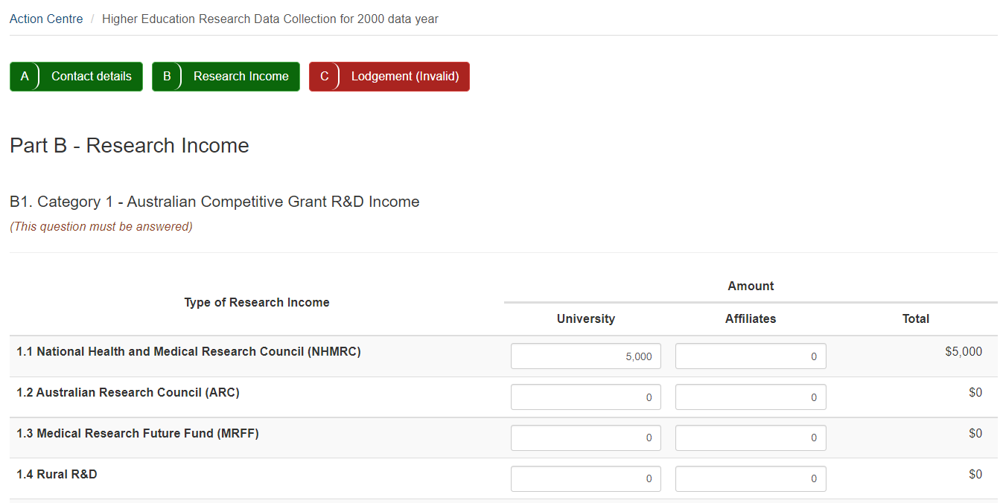 Action Centre / Higher Education Research Data Collection for 2000 data year
A Contact details B Research Income C Lodgement (Invalid)
Part B - Research Income
B1. Category 1 - Australian Competitive Grant R&D Income
(This question must be answered)
Type of Research Income
Amount
University Affiliates Total
1.1 National Health and Medical Research Council (NHMRC) 5,000 0 $5,000
1.2 Australian Research Council (ARC) 0 0 $0
1.3 Medical Research Future Fund (MRFF) 0 0 $0
1.4 Rural R&D 0 0 $0